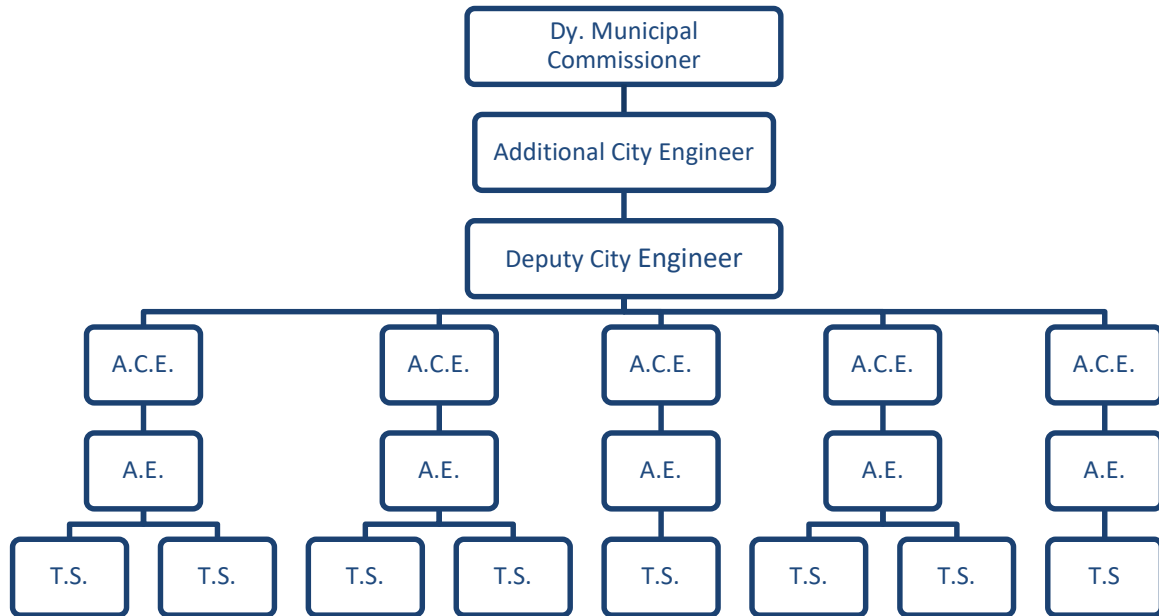 Dy. Municipal
Commissioner
Additional City Engineer
Deputy City Engineer
A.C.E.
A.C.E.
A.C.E.
A.C.E.
A.C.E.
A.E.
A.E.
A.E.
A.E.
A.E.
T.S.
T.S.
T.S.
T.S.
T.S.
T.S.
T.S.
T.S